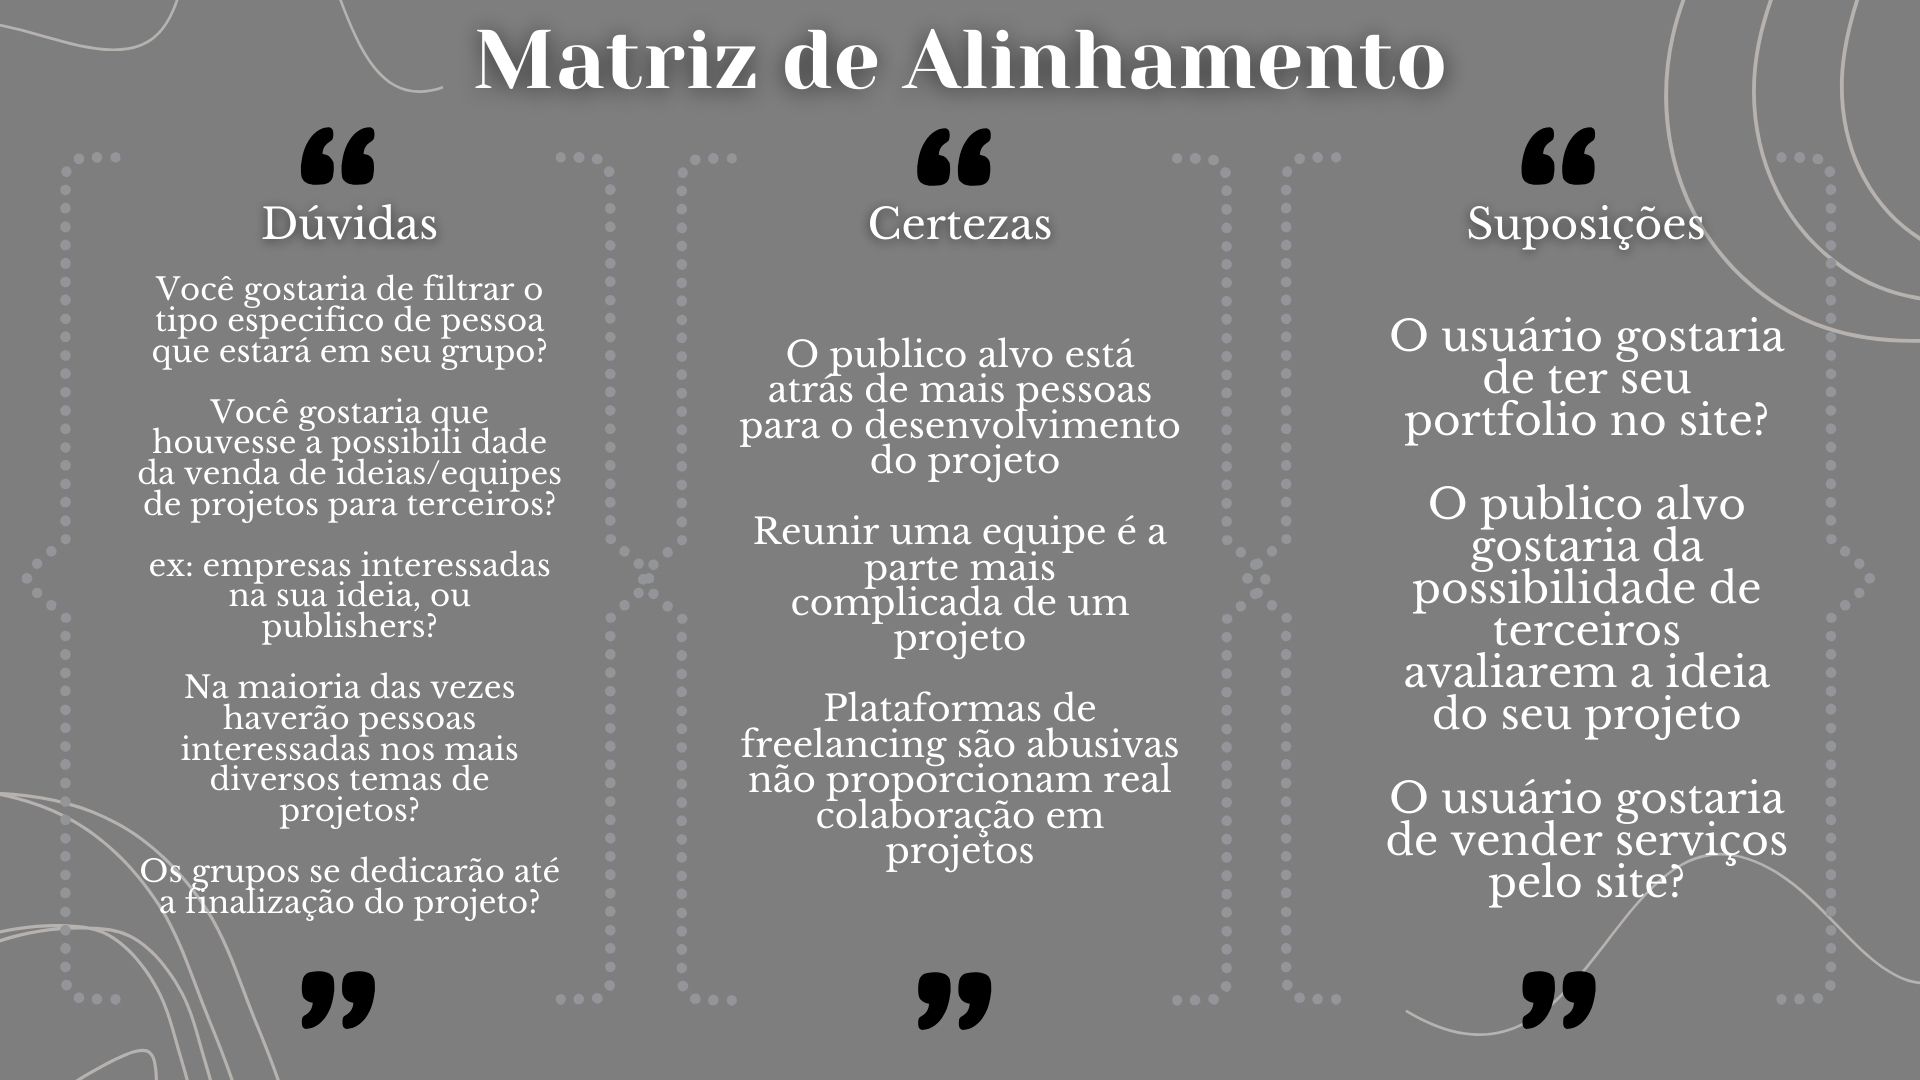 Matriz de Alinhamento
“
Dúvidas
Você gostaria de filtrar o
tipo especifico de pessoa
que estará em seu grupo?
Você gostaria que
houvesse a possibili dade
da venda de ideias/equipes
de projetos para terceiros?
ex: empresas interessadas
na sua ideia, ou
publishers?
Na maioria das vezes
haverão pessoas
interessadas nos mais
diversos temas de
projetos?
Os grupos se dedicarão até
a finalização do projeto?
”
“
Certezas
O publico alvo está
atrás de mais pessoas
para o desenvolvimento
do projeto
Reunir uma equipe é a
parte mais
complicada de um
projeto
Plataformas de
freelancing são abusivas
não proporcionam real
colaboração em
projetos
”
“
Suposições
O usuário gostaria
de ter seu
portfolio no site?
O publico alvo
gostaria da
possibilidade de
terceiros
avaliarem a ideia
do seu projeto
O usuário gostaria
de vender serviços
pelo site?
”